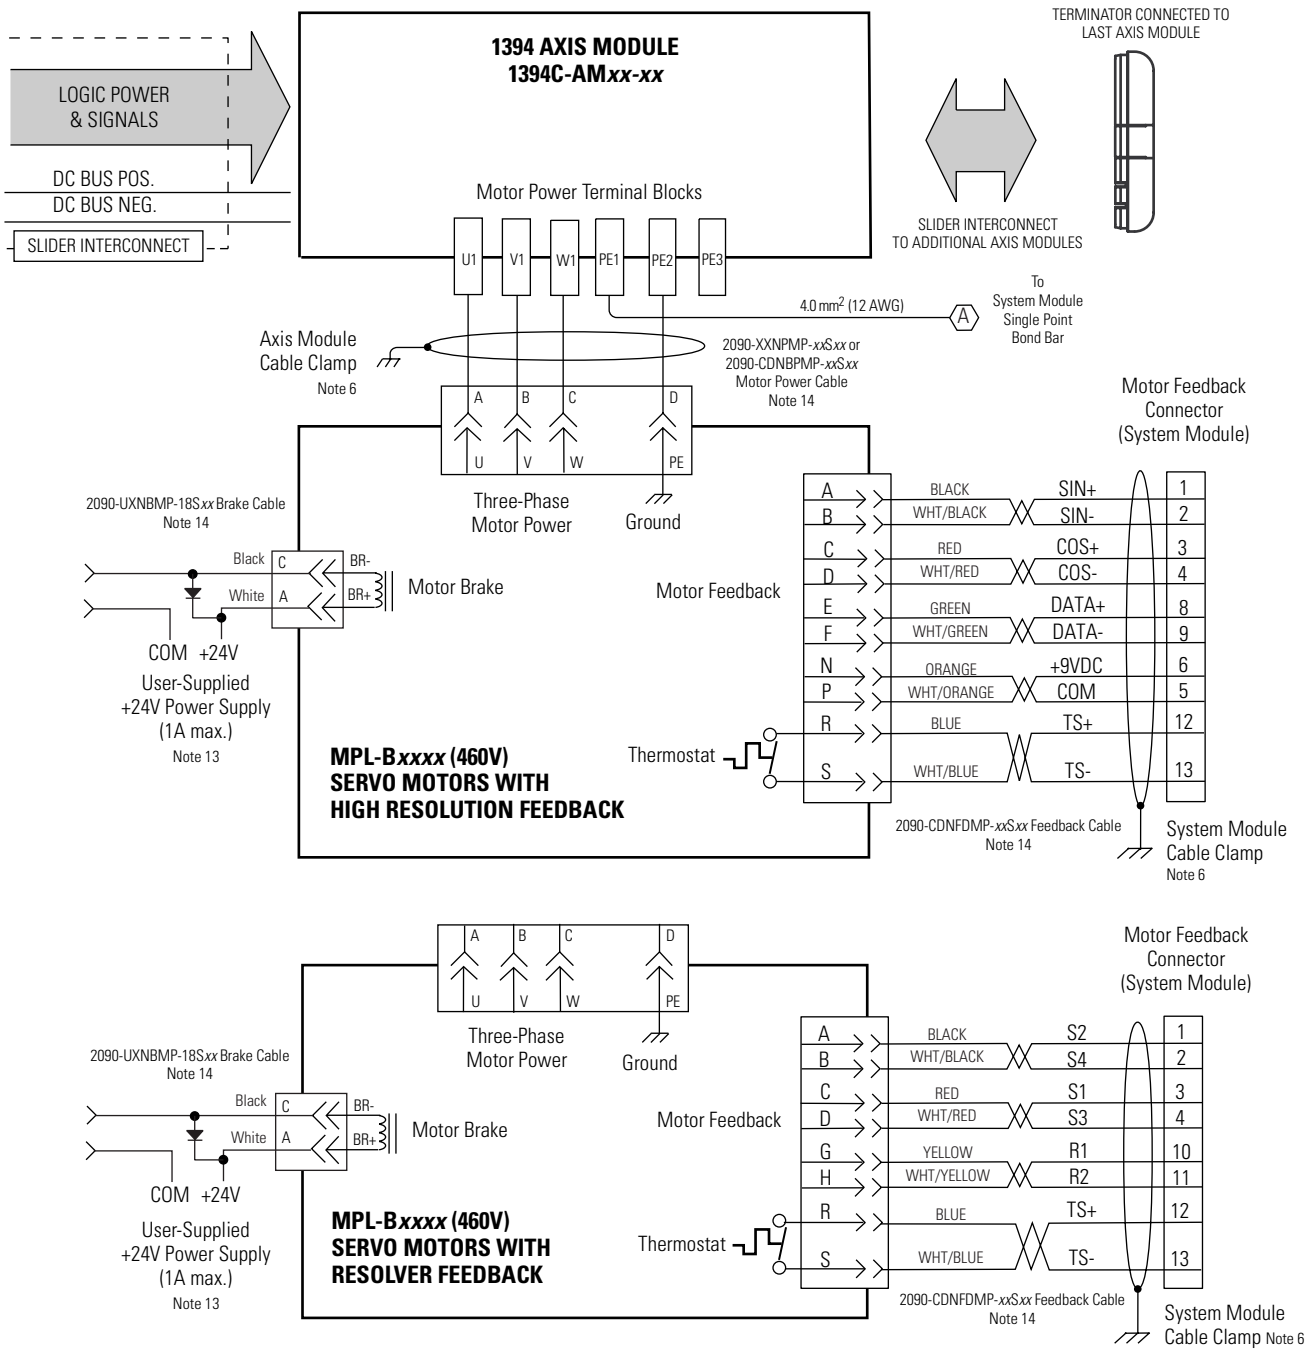 TERMINATOR CONNECTED TO
LAST AXIS MODULE
1394 AXIS MODULE
1394C-AMxx-xx
LOGIC POWER
& SIGNALS
DC BUS POS.
DC BUS NEG.
SLIDER INTERCONNECT
Motor Power Terminal Blocks
U1
V1
W1
PE1
PE2
PE3
SLIDER INTERCONNECT
TO ADDITIONAL AXIS MODULES
4.0 mm² (12 AWG)
A
To
System Module
Single Point
Bond Bar
Axis Module
Cable Clamp
Note 6
2090-XXNPMP-xxSxx or
2090-CDNBPMP-xxSxx
Motor Power Cable
Note 14
A
B
C
D
U
V
W
PE
Three-Phase
Motor Power
Ground
Motor Feedback
Connector
(System Module)
2090-UXNBMP-18Sxx Brake Cable
Note 14
Black
C
BR-
White
A
BR+
Motor Brake
COM +24V
User-Supplied
+24V Power Supply
(1A max.)
Note 13
Motor Feedback
A BLACK SIN+ 1
B WHT/BLACK SIN- 2
C RED COS+ 3
D WHT/RED COS- 4
E GREEN DATA+ 8
F WHT/GREEN DATA- 9
N ORANGE +9VDC 6
P WHT/ORANGE COM 5
R BLUE TS+ 12
Thermostat
S WHT/BLUE TS- 13
MPL-Bxxxx (460V)
SERVO MOTORS WITH
HIGH RESOLUTION FEEDBACK
2090-CDNFDMP-xxSxx Feedback Cable
Note 14
System Module
Cable Clamp
Note 6
A
B
C
D
U
V
W
PE
Three-Phase
Motor Power
Ground
Motor Feedback
Connector
(System Module)
2090-UXNBMP-18Sxx Brake Cable
Note 14
Black
C
BR-
White
A
BR+
Motor Brake
COM +24V
User-Supplied
+24V Power Supply
(1A max.)
Note 13
Motor Feedback
A BLACK S2 1
B WHT/BLACK S4 2
C RED S1 3
D WHT/RED S3 4
G YELLOW R1 10
H WHT/YELLOW R2 11
R BLUE TS+ 12
Thermostat
S WHT/BLUE TS- 13
MPL-Bxxxx (460V)
SERVO MOTORS WITH
RESOLVER FEEDBACK
2090-CDNFDMP-xxSxx Feedback Cable
Note 14
System Module
Cable Clamp Note 6